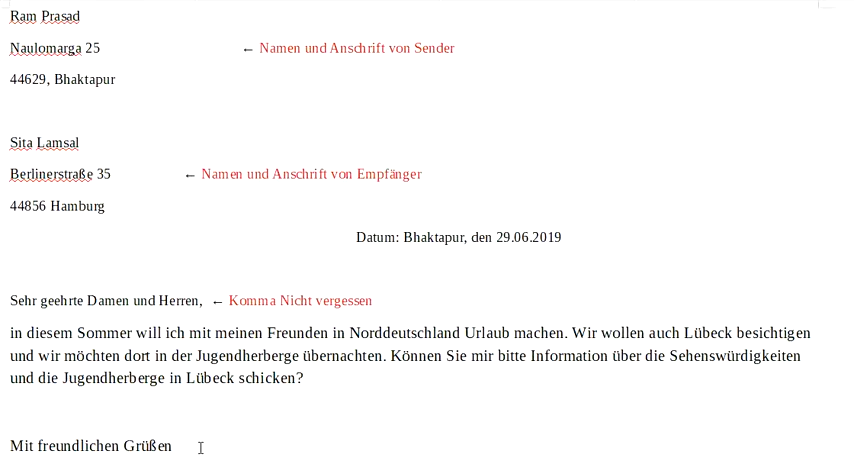 Ram Prasad
Naulomarga 25 ← Namen und Anschrift von Sender
44629, Bhaktapur
Sita Lamsal
Berlinerstraße 35 ← Namen und Anschrift von Empfänger
44856 Hamburg
Datum: Bhaktapur, den 29.06.2019
Sehr geehrte Damen und Herren, ← Komma Nicht vergessen
in diesem Sommer will ich mit meinen Freunden in Norddeutschland Urlaub machen. Wir wollen auch Lübeck besichtigen
und wir möchten dort in der Jugendherberge übernachten. Können Sie mir bitte Information über die Sehenswürdigkeiten
und die Jugendherberge in Lübeck schicken?
Mit freundlichen Grüßen